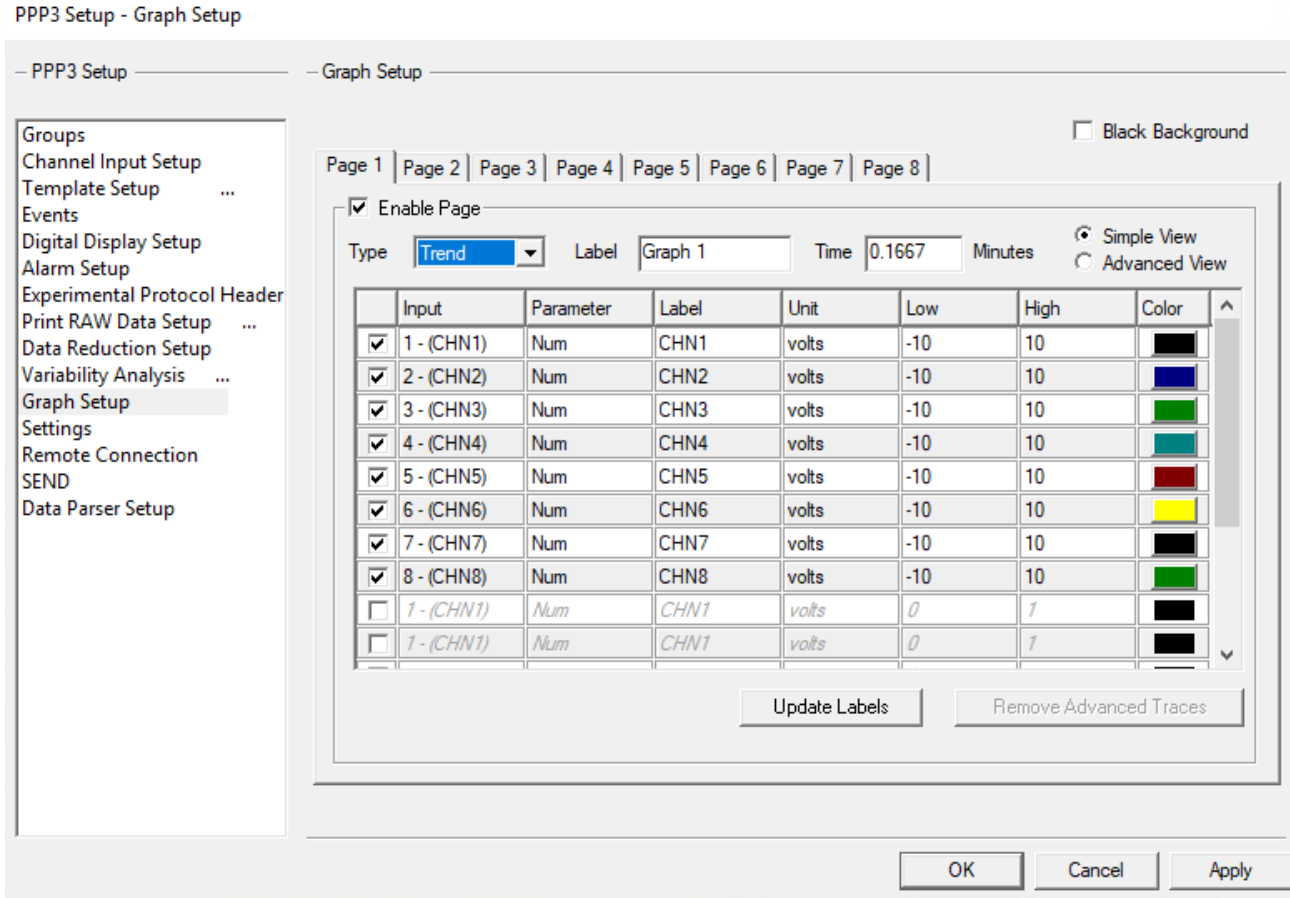 PPP3 Setup - Graph Setup
PPP3 Setup
Groups
Channel Input Setup
Template Setup ...
Events
Digital Display Setup
Alarm Setup
Experimental Protocol Header
Print RAW Data Setup ...
Data Reduction Setup
Variability Analysis ...
Graph Setup
Settings
Remote Connection
SEND
Data Parser Setup
Graph Setup
Black Background
Page 1 Page 2 Page 3 Page 4 Page 5 Page 6 Page 7 Page 8
Enable Page
Type Trend Label Graph 1 Time 0.1667 Minutes
Simple View
Advanced View
Input Parameter Label Unit Low High Color
1 - (CHN1) Num CHN1 volts -10 10
2 - (CHN2) Num CHN2 volts -10 10
3 - (CHN3) Num CHN3 volts -10 10
4 - (CHN4) Num CHN4 volts -10 10
5 - (CHN5) Num CHN5 volts -10 10
6 - (CHN6) Num CHN6 volts -10 10
7 - (CHN7) Num CHN7 volts -10 10
8 - (CHN8) Num CHN8 volts -10 10
1 - (CHN1) Num CHN1 volts 0 1
1 - (CHN1) Num CHN1 volts 0 1
Update Labels Remove Advanced Traces
OK Cancel Apply